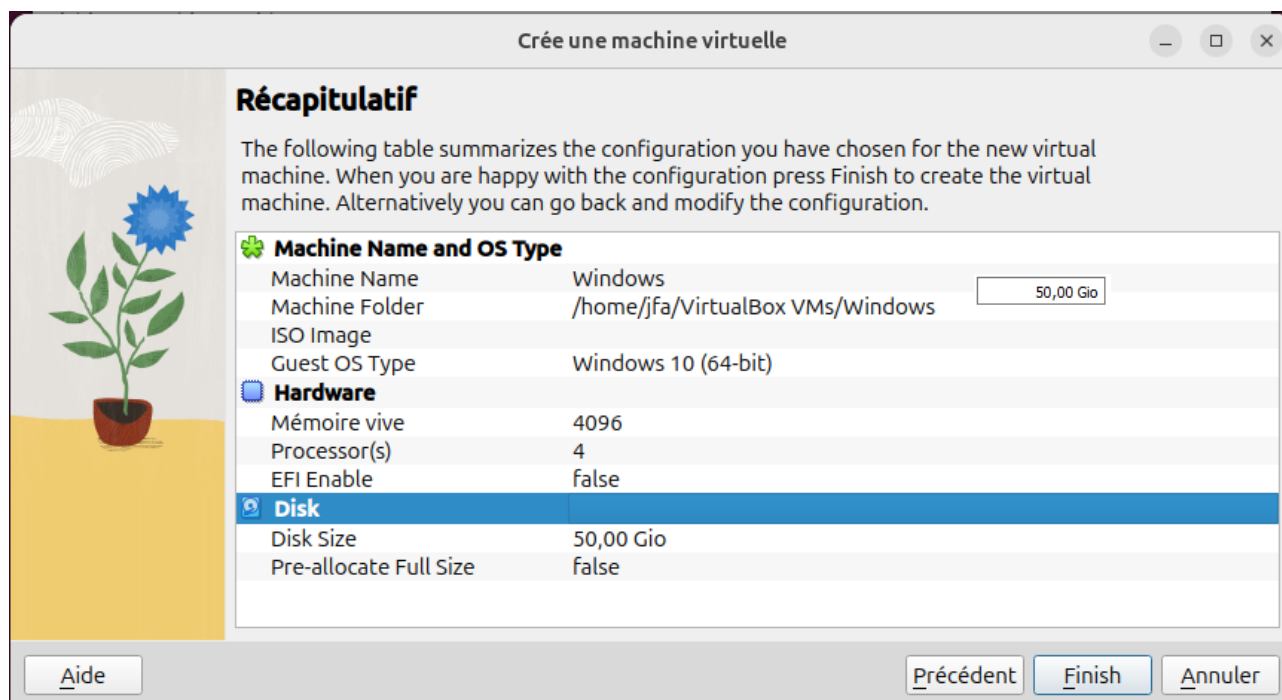 Crée une machine virtuelle
Récapitulatif
The following table summarizes the configuration you have chosen for the new virtual
machine. When you are happy with the configuration press Finish to create the virtual
machine. Alternatively you can go back and modify the configuration.
Machine Name and OS Type
Machine Name Windows
Machine Folder /home/jfa/VirtualBox VMs/Windows
50,00 Gio
ISO Image
Guest OS Type Windows 10 (64-bit)
Hardware
Mémoire vive 4096
Processor(s) 4
EFI Enable false
Disk
Disk Size 50,00 Gio
Pre-allocate Full Size false
Aide Précédent Finish Annuler